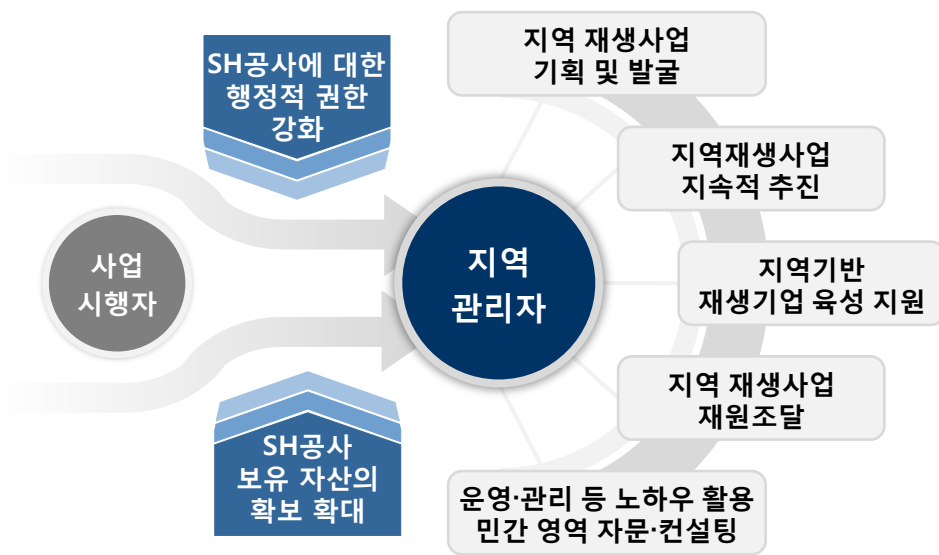 SH공사에 대한
행정적 권한
강화
사업
시행자
SH공사
보유 자산의
확보 확대
지역
관리자
지역 재생사업
기획 및 발굴
지역재생사업
지속적 추진
지역기반
재생기업 육성 지원
지역 재생사업
재원조달
운영·관리 등 노하우 활용
민간 영역 자문·컨설팅